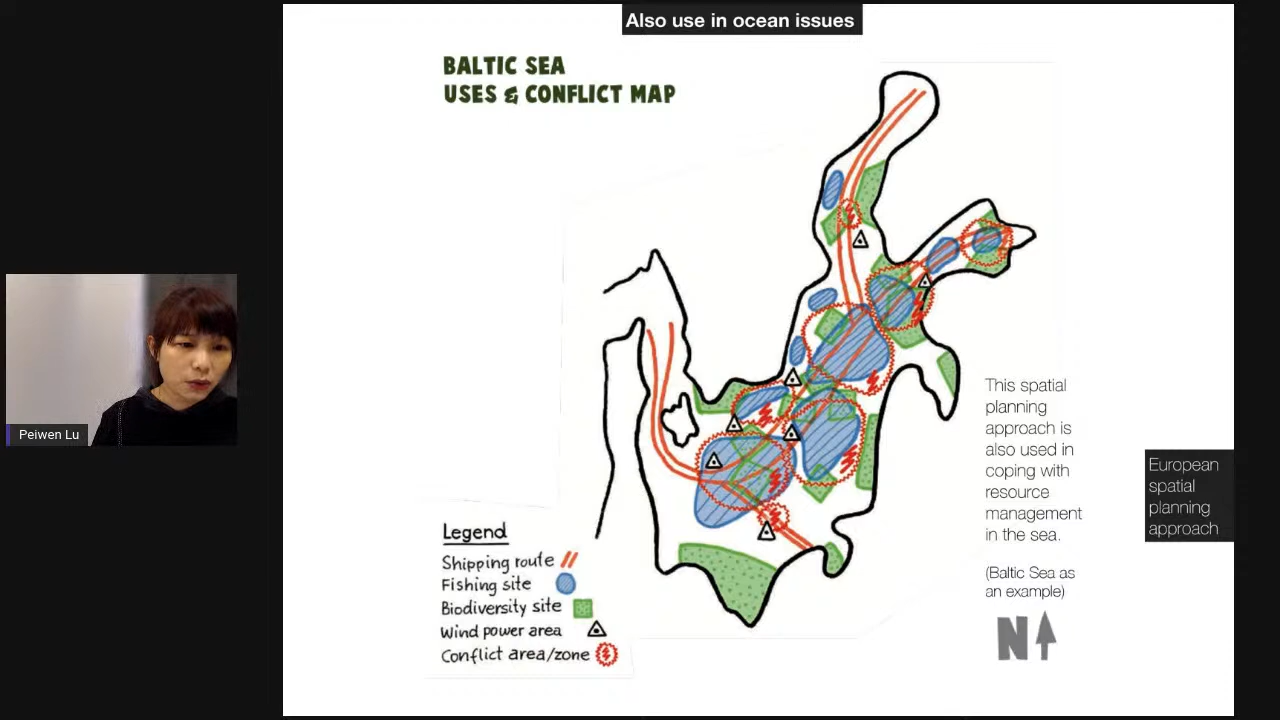 Also use in ocean issues
BALTIC SEA
USES & CONFLICT MAP
Peiwen Lu
This spatial
planning
approach is
also used in
coping with
resource
management
in the sea.
(Baltic Sea as
an example)
European
spatial
planning
approach
Legend
Shipping route
Fishing site
Biodiversity site
Wind power area
Conflict area/zone
N